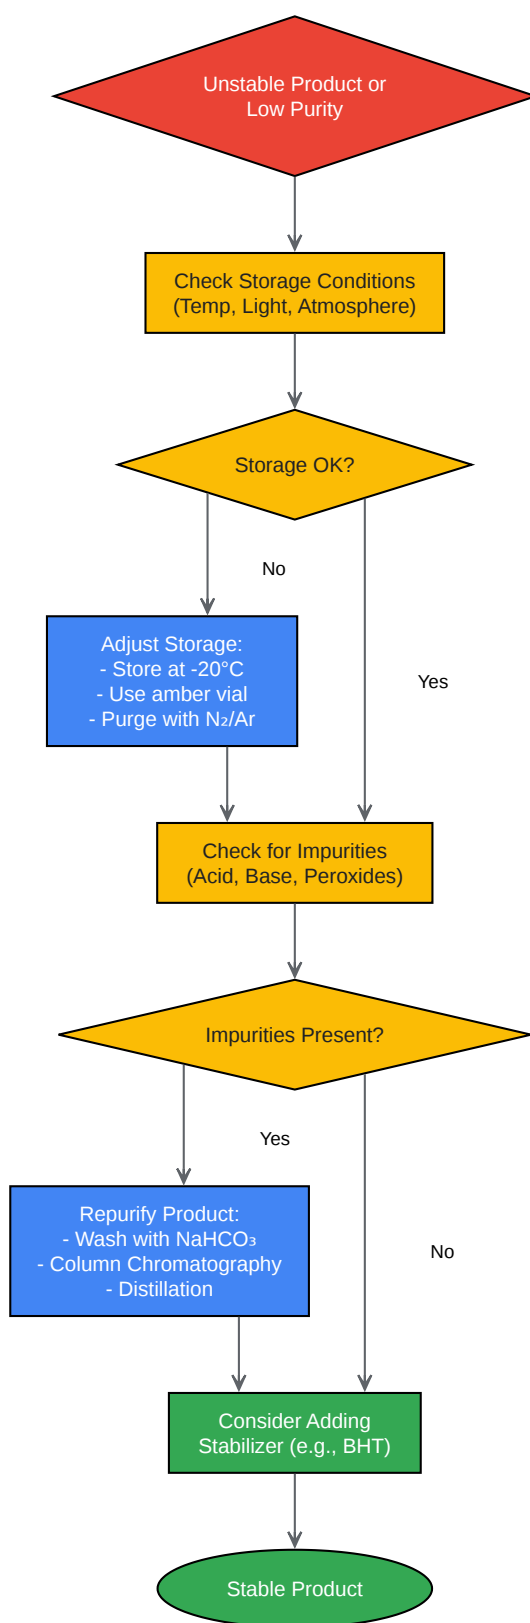 Unstable Product or
Low Purity
Check Storage Conditions
(Temp, Light, Atmosphere)
Storage OK?
No
Adjust Storage:
- Store at -20°C
- Use amber vial
- Purge with N₂/Ar
Yes
Check for Impurities
(Acid, Base, Peroxides)
Impurities Present?
Yes
Repurify Product:
- Wash with NaHCO₃
- Column Chromatography
- Distillation
No
Consider Adding
Stabilizer (e.g., BHT)
Stable Product